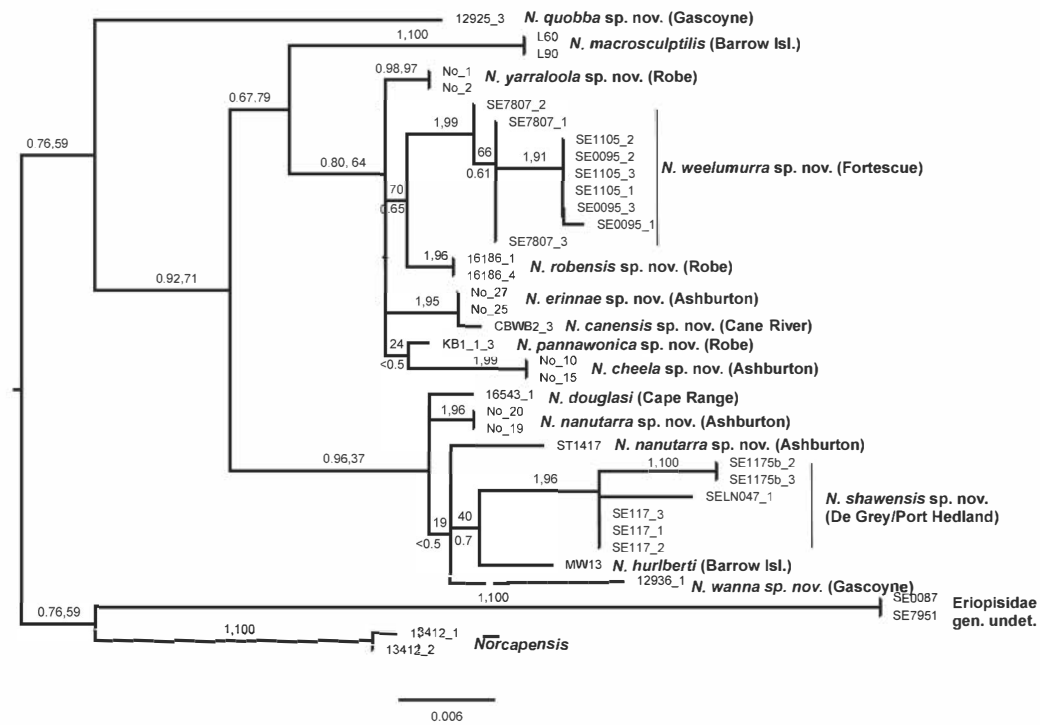 12925_3 N. quobba sp. nov. (Gascoyne)
1,100
L60
L90
N. macrosculptilis (Barrow Isl.)
0.67,79
0.98,97
No_1
No_2
N. yarraloola sp. nov. (Robe)
SE7807_2
SE7807_1
1,99
SE1105_2
SE0095_2
SE1105_3
SE1105_1
SE0095_3
SE0095_1
66
0.61
1,91
N. weelumurra sp. nov. (Fortescue)
0.76,59
0.80, 64
70
0.65
SE7807_3
1,96
16186_1
16186_4
N. robensis sp. nov. (Robe)
0.92,71
1,95
No_27
No_25
N. erinnae sp. nov. (Ashburton)
CBWB2_3 N. canensis sp. nov. (Cane River)
24
<0.5
KB1_1_3 N. pannawonica sp. nov. (Robe)
1,99
No_10
No_15
N. cheela sp. nov. (Ashburton)
16543_1 N. douglasi (Cape Range)
1,96
No_20
No_19
N. nanutarra sp. nov. (Ashburton)
ST1417 N. nanutarra sp. nov. (Ashburton)
0.96,37
1,100
SE1175b_2
SE1175b_3
1,96
SELN047_1
N. shawensis sp. nov.
(De Grey/Port Hedland)
SE117_3
SE117_1
SE117_2
19
<0.5
40
0.7
MW13 N. hurlberti (Barrow Isl.)
12936_1 N. wanna sp. nov. (Gascoyne)
0.76,59
1,100
SE0087
SE7951
Eriopisidae
gen. undet.
1,100
13412_1
13412_2
Norcapensis
0.006